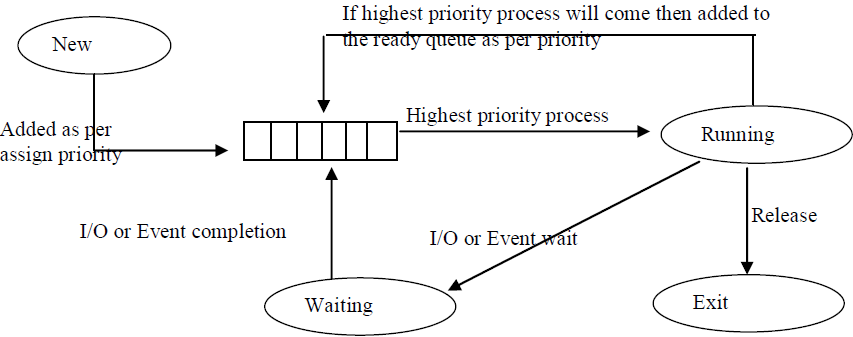 If highest priority process will come then added to
the ready queue as per priority
New
Added as per
assign priority
Highest priority process
Running
I/O or Event completion
I/O or Event wait
Release
Waiting
Exit